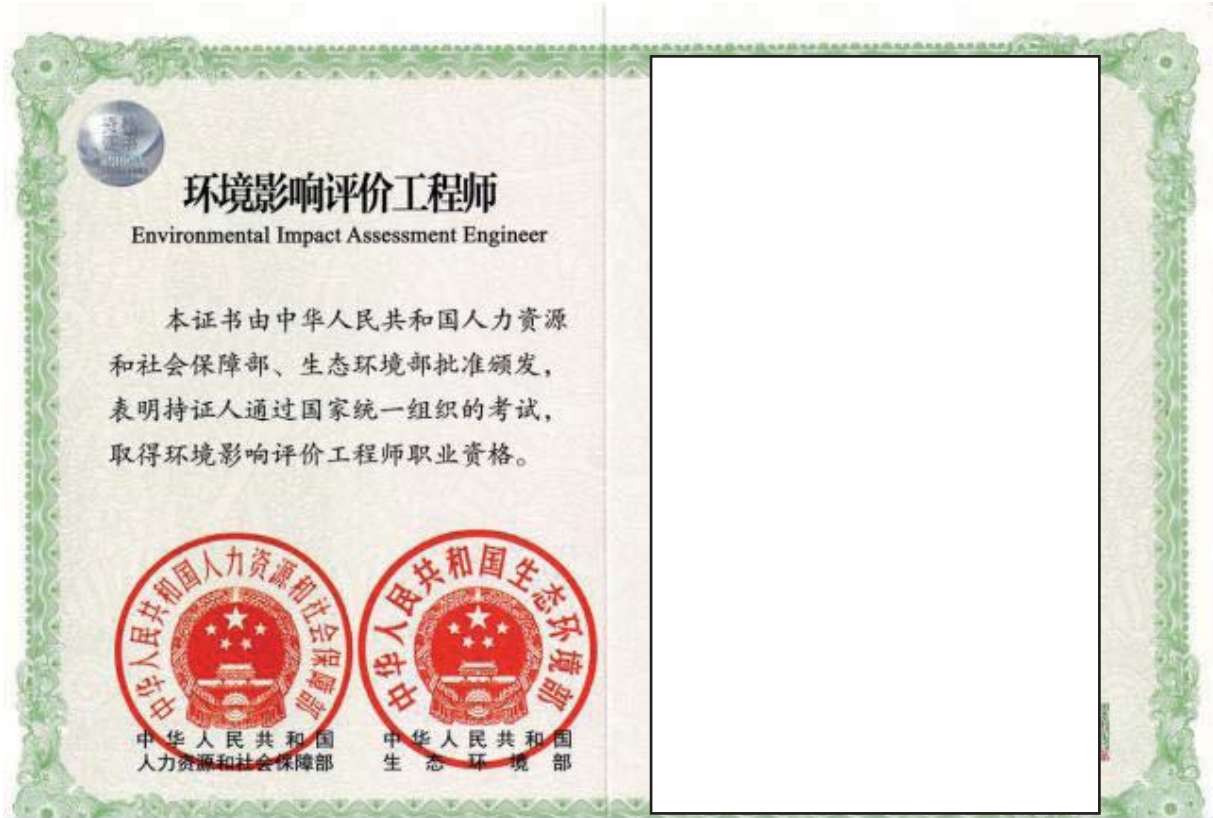 环境影响评价工程师
Environmental Impact Assessment Engineer
本证书由中华人民共和国人力资源
和社会保障部、生态环境部批准颁发，
表明持证人通过国家统一组织的考试，
取得环境影响评价工程师职业资格。
中华人民共和国人力资源和社会保障部
中华人民共和国生态环境部
中华人民共和国
人力资源和社会保障部
中华人民共和国
生态环境部